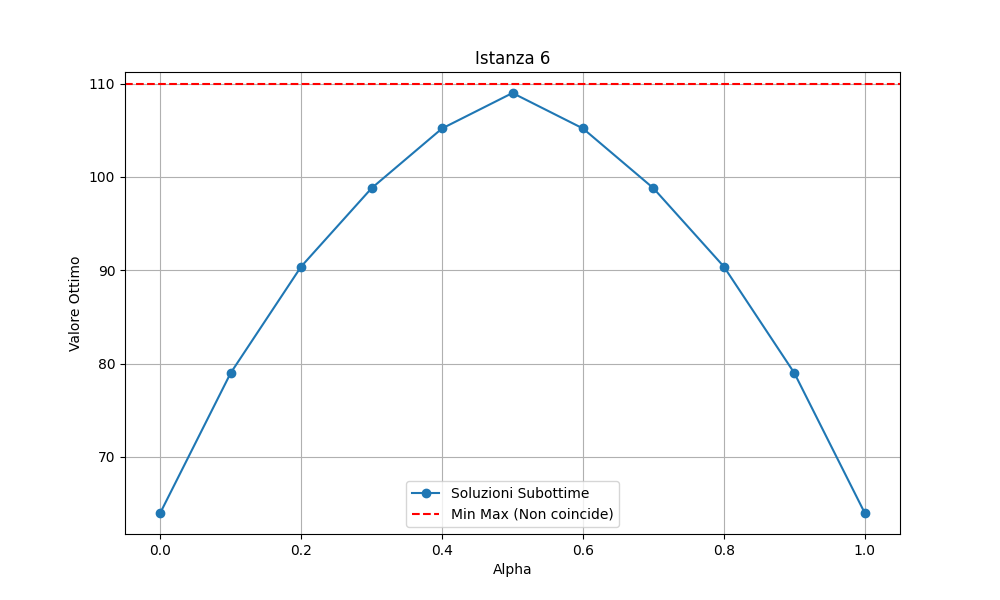 Istanza 6
Valore Ottimo
110
100
90
80
70
Soluzioni Subottime
Min Max (Non coincide)
0.0 0.2 0.4 0.6 0.8 1.0
Alpha